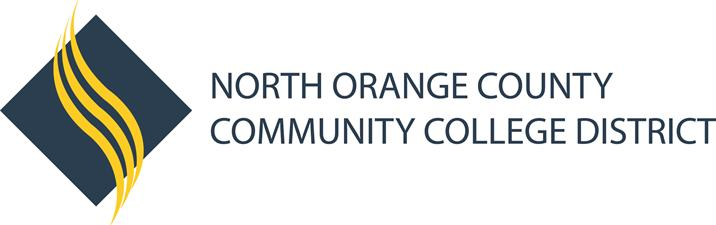 NORTH ORANGE COUNTY
COMMUNITY COLLEGE DISTRICT